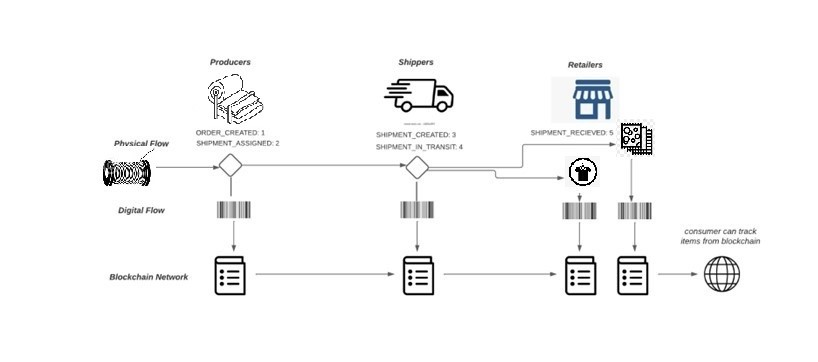 Producers
Shippers
Retailers
ORDER_CREATED: 1
SHIPMENT_ASSIGNED: 2
SHIPMENT_CREATED: 3
SHIPMENT_IN_TRANSIT: 4
SHIPMENT_RECIEVED: 5
Physical Flow
Digital Flow
consumer can track
items from blockchain
Blockchain Network